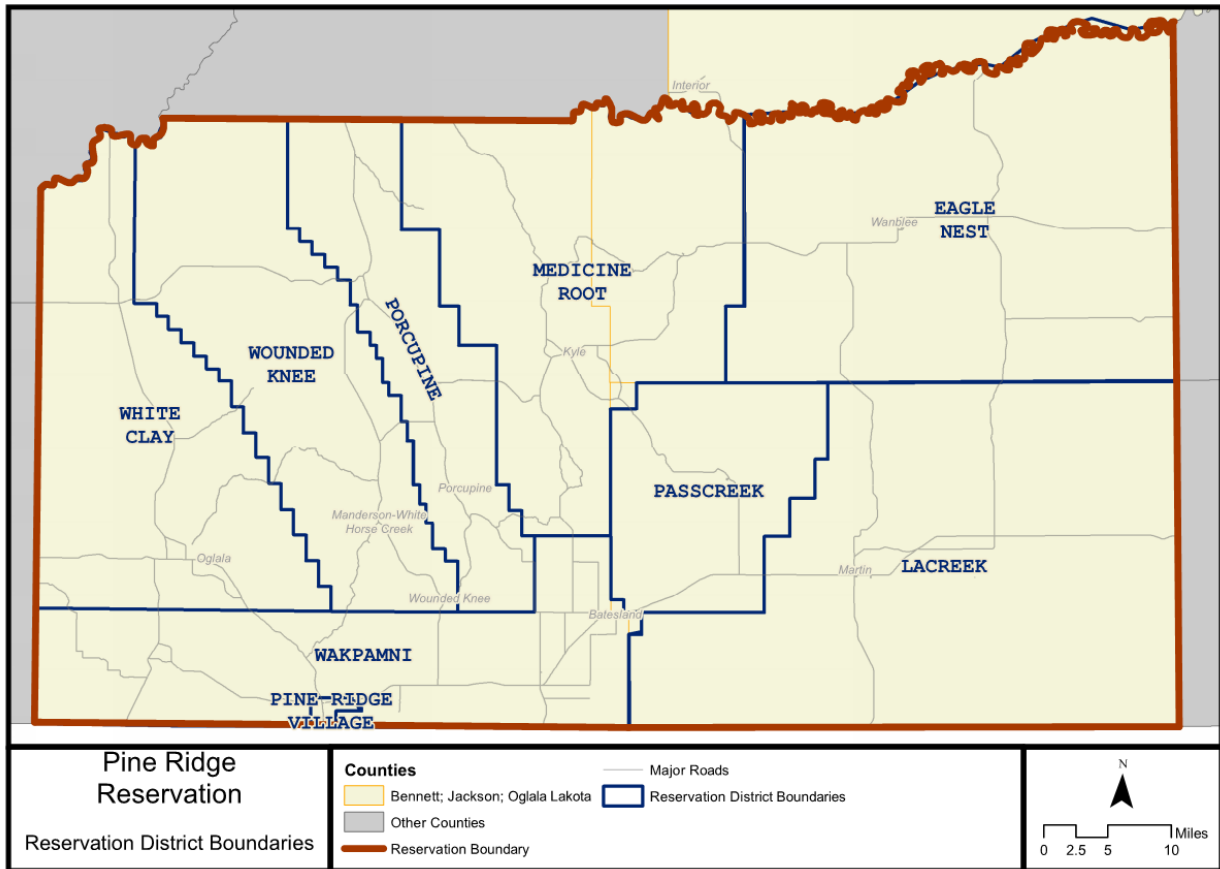 Interior
Wanblee
EAGLE
NEST
MEDICINE
ROOT
PORCUPINE
Kyle
WOUNDED
KNEE
WHITE
CLAY
PASSCREEK
Porcupine
Manderson-White
Horse Creek
Oglala
Martin
LACREEK
Wounded Knee
Batesland
WAKPAMNI
PINE RIDGE
VILLAGE
Pine Ridge
Reservation
Reservation District Boundaries
Counties
Bennett; Jackson; Oglala Lakota
Other Counties
Reservation Boundary
Major Roads
Reservation District Boundaries
N
Miles
0 2.5 5 10